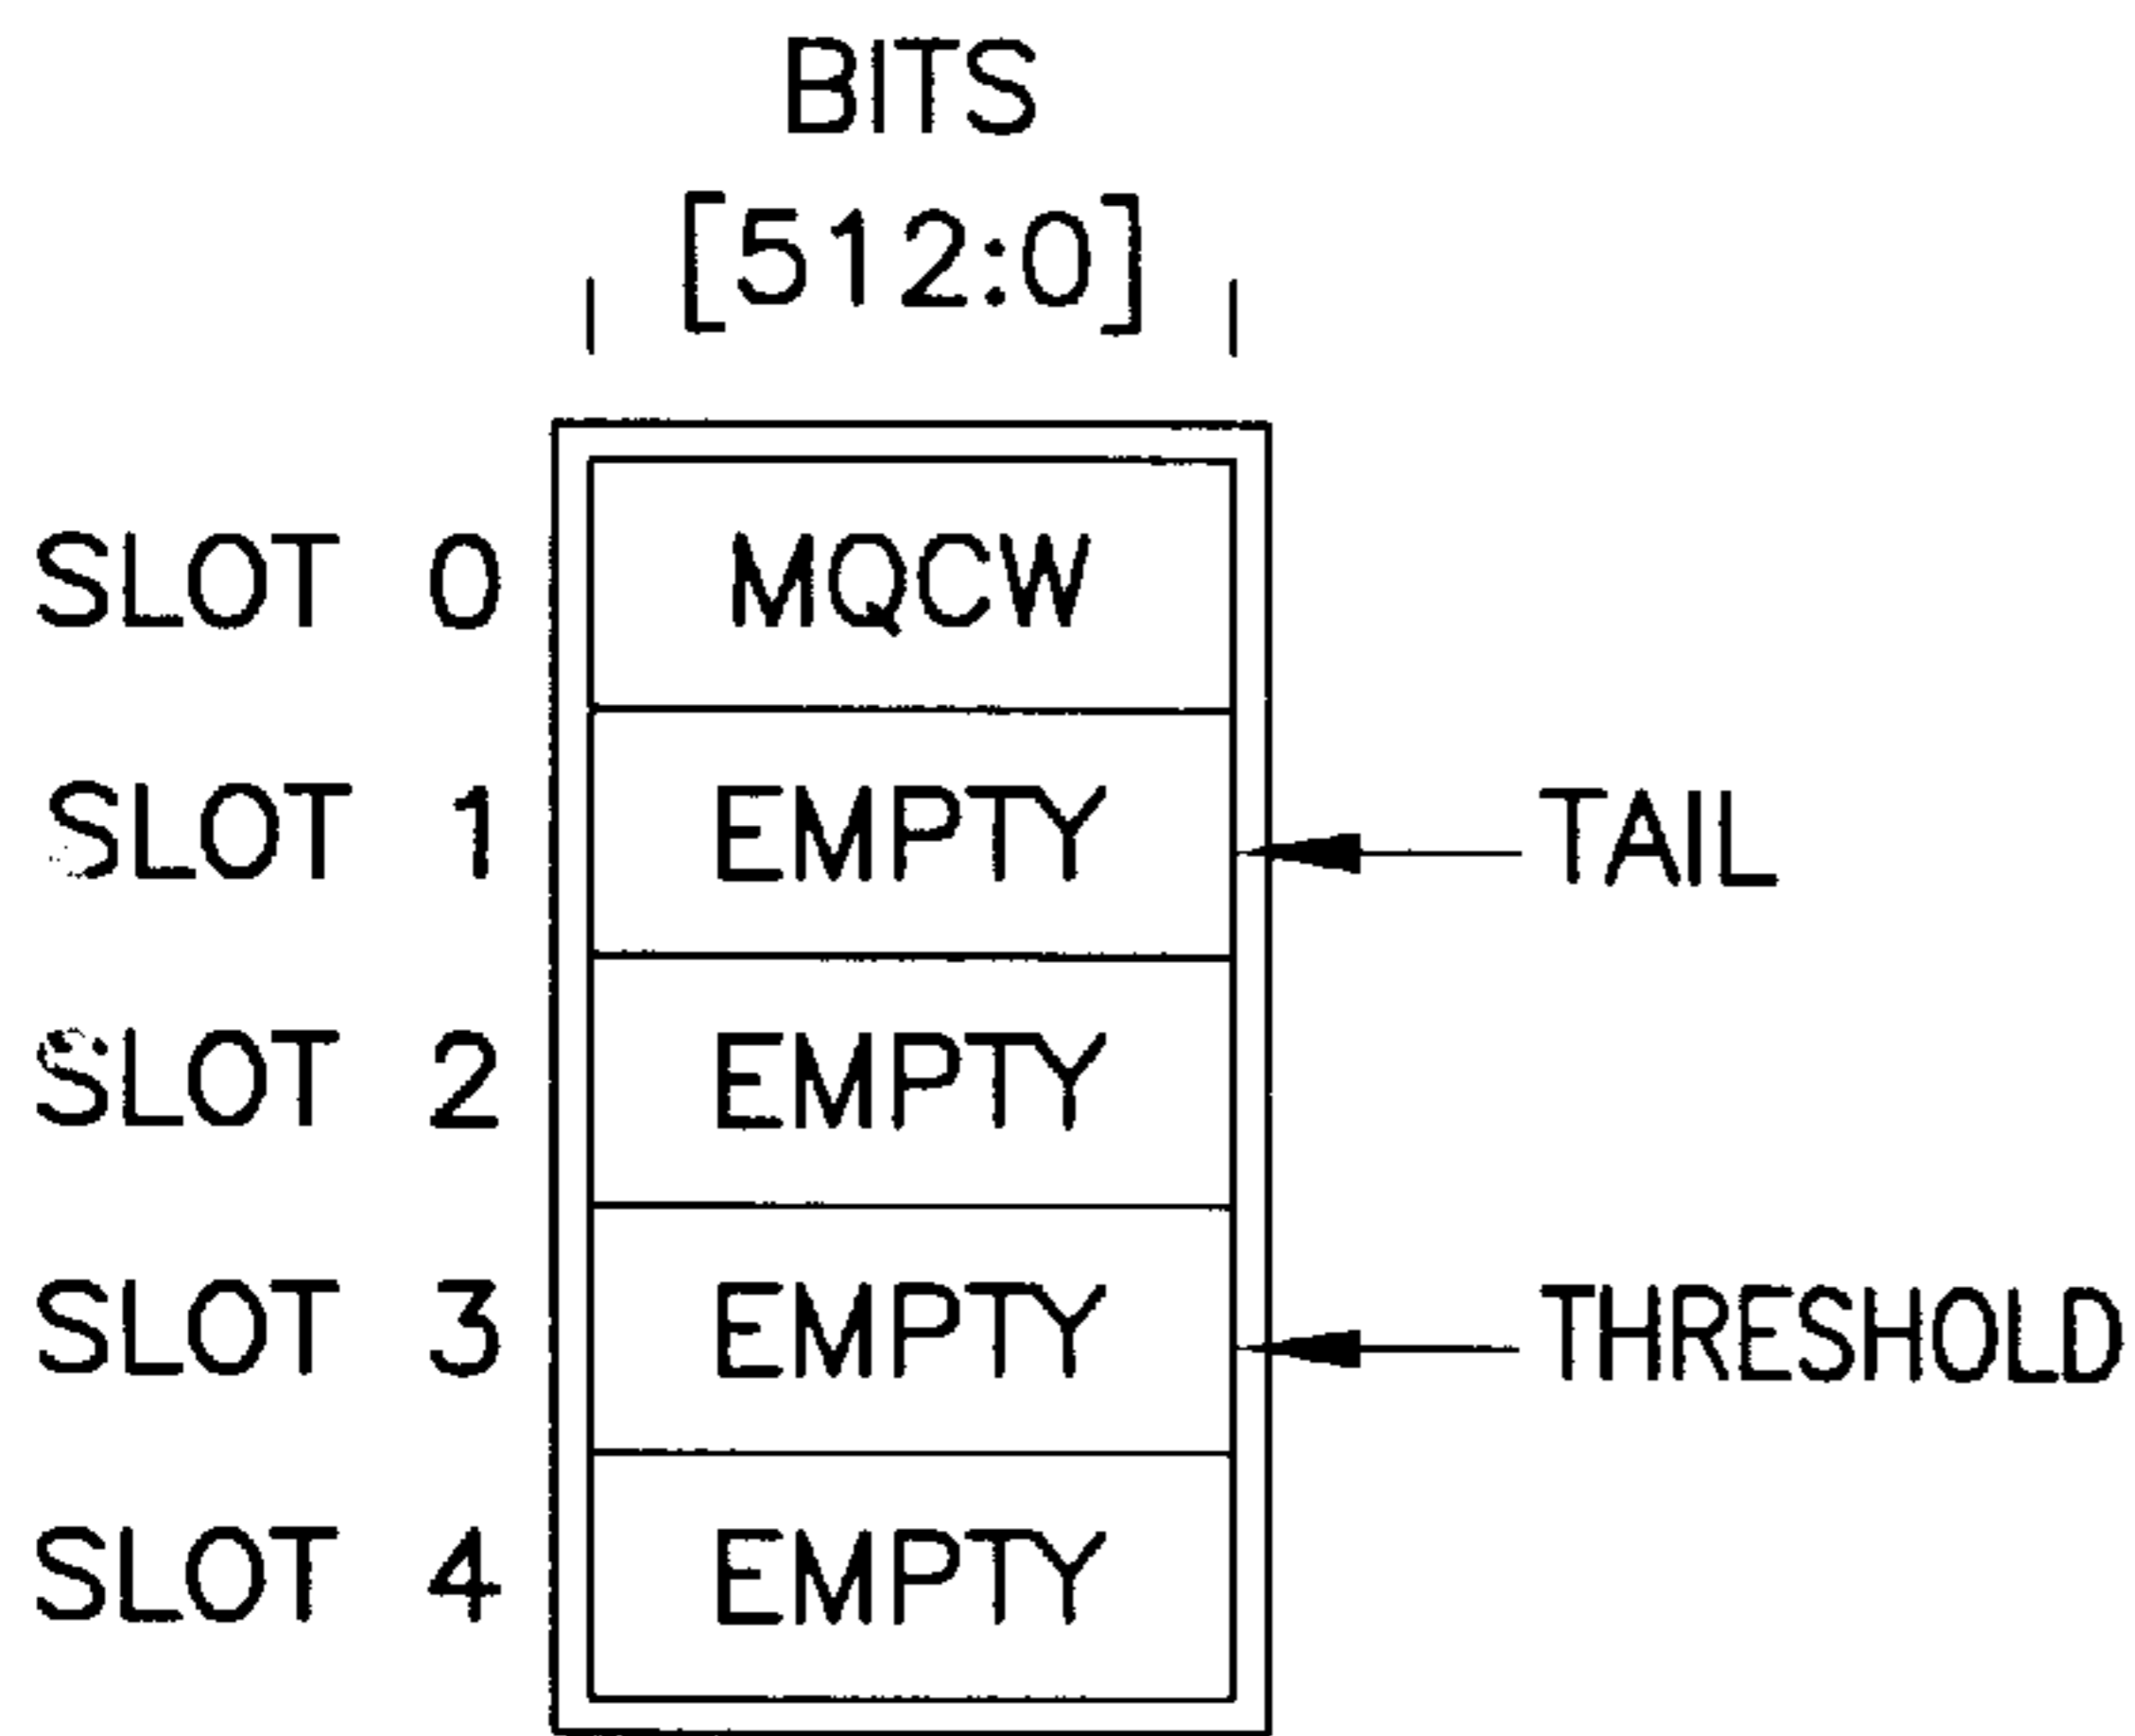 BITS
[512:0]
SLOT 0 MQCW
SLOT 1 EMPTY TAIL
SLOT 2 EMPTY
SLOT 3 EMPTY THRESHOLD
SLOT 4 EMPTY